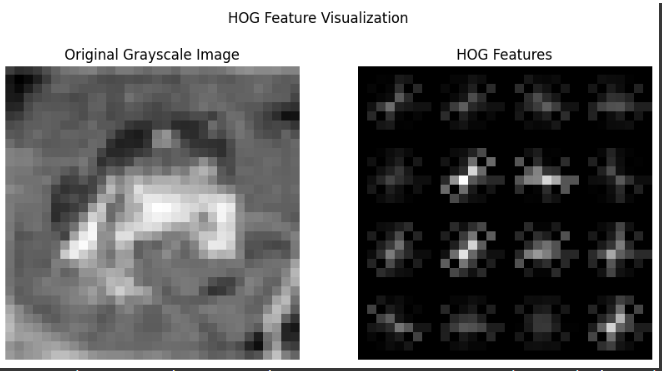 HOG Feature Visualization
Original Grayscale Image
HOG Features